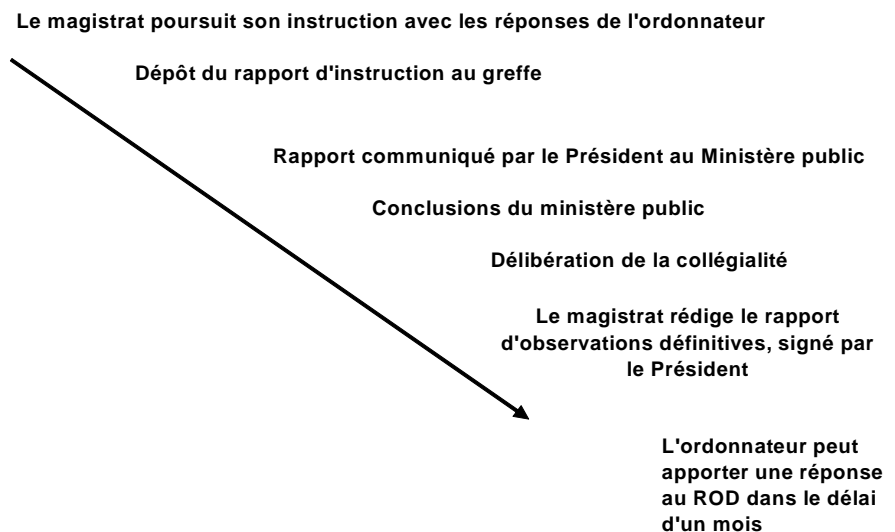 Le magistrat poursuit son instruction avec les réponses de l'ordonnateur
Dépôt du rapport d'instruction au greffe
Rapport communiqué par le Président au Ministère public
Conclusions du ministère public
Délibération de la collégialité
Le magistrat rédige le rapport
d'observations définitives, signé par
le Président
L'ordonnateur peut
apporter une réponse
au ROD dans le délai
d'un mois